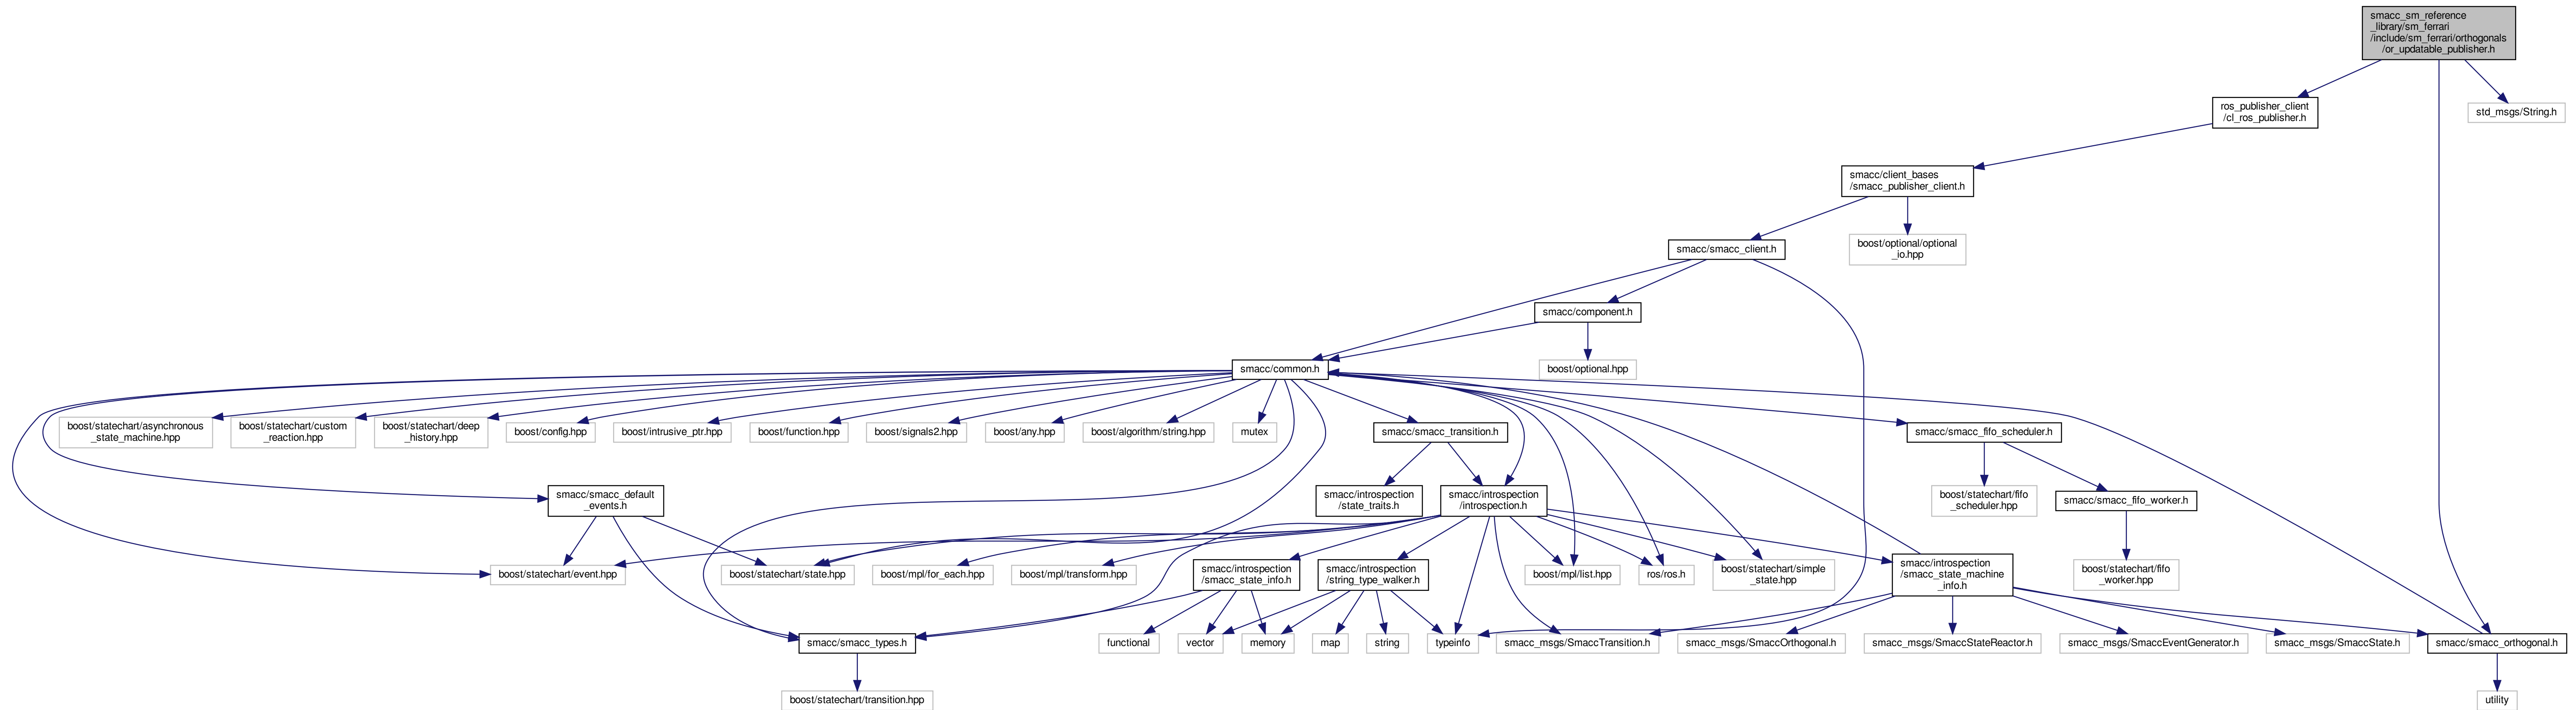 smacc_sm_reference
_library/sm_ferrari
/include/sm_ferrari/orthogonals
/or_updatable_publisher.h
ros_publisher_client
/cl_ros_publisher.h
std_msgs/String.h
smacc/client_bases
/smacc_publisher_client.h
smacc/smacc_client.h
boost/optional/optional
_io.hpp
smacc/component.h
smacc/common.h
boost/optional.hpp
boost/statechart/asynchronous
_state_machine.hpp
boost/statechart/custom
_reaction.hpp
boost/statechart/deep
_history.hpp
boost/config.hpp
boost/intrusive_ptr.hpp
boost/function.hpp
boost/signals2.hpp
boost/any.hpp
boost/algorithm/string.hpp
mutex
smacc/smacc_transition.h
smacc/smacc_fifo_scheduler.h
smacc/smacc_default
_events.h
smacc/introspection
/state_traits.h
smacc/introspection
/introspection.h
boost/statechart/fifo
_scheduler.hpp
smacc/smacc_fifo_worker.h
boost/statechart/event.hpp
boost/statechart/state.hpp
boost/mpl/for_each.hpp
boost/mpl/transform.hpp
smacc/introspection
/smacc_state_info.h
smacc/introspection
/string_type_walker.h
boost/mpl/list.hpp
ros/ros.h
boost/statechart/simple
_state.hpp
smacc/introspection
/smacc_state_machine
_info.h
boost/statechart/fifo
_worker.hpp
smacc/smacc_types.h
functional
vector
memory
map
string
typeinfo
smacc_msgs/SmaccTransition.h
smacc_msgs/SmaccOrthogonal.h
smacc_msgs/SmaccStateReactor.h
smacc_msgs/SmaccEventGenerator.h
smacc_msgs/SmaccState.h
smacc/smacc_orthogonal.h
boost/statechart/transition.hpp
utility